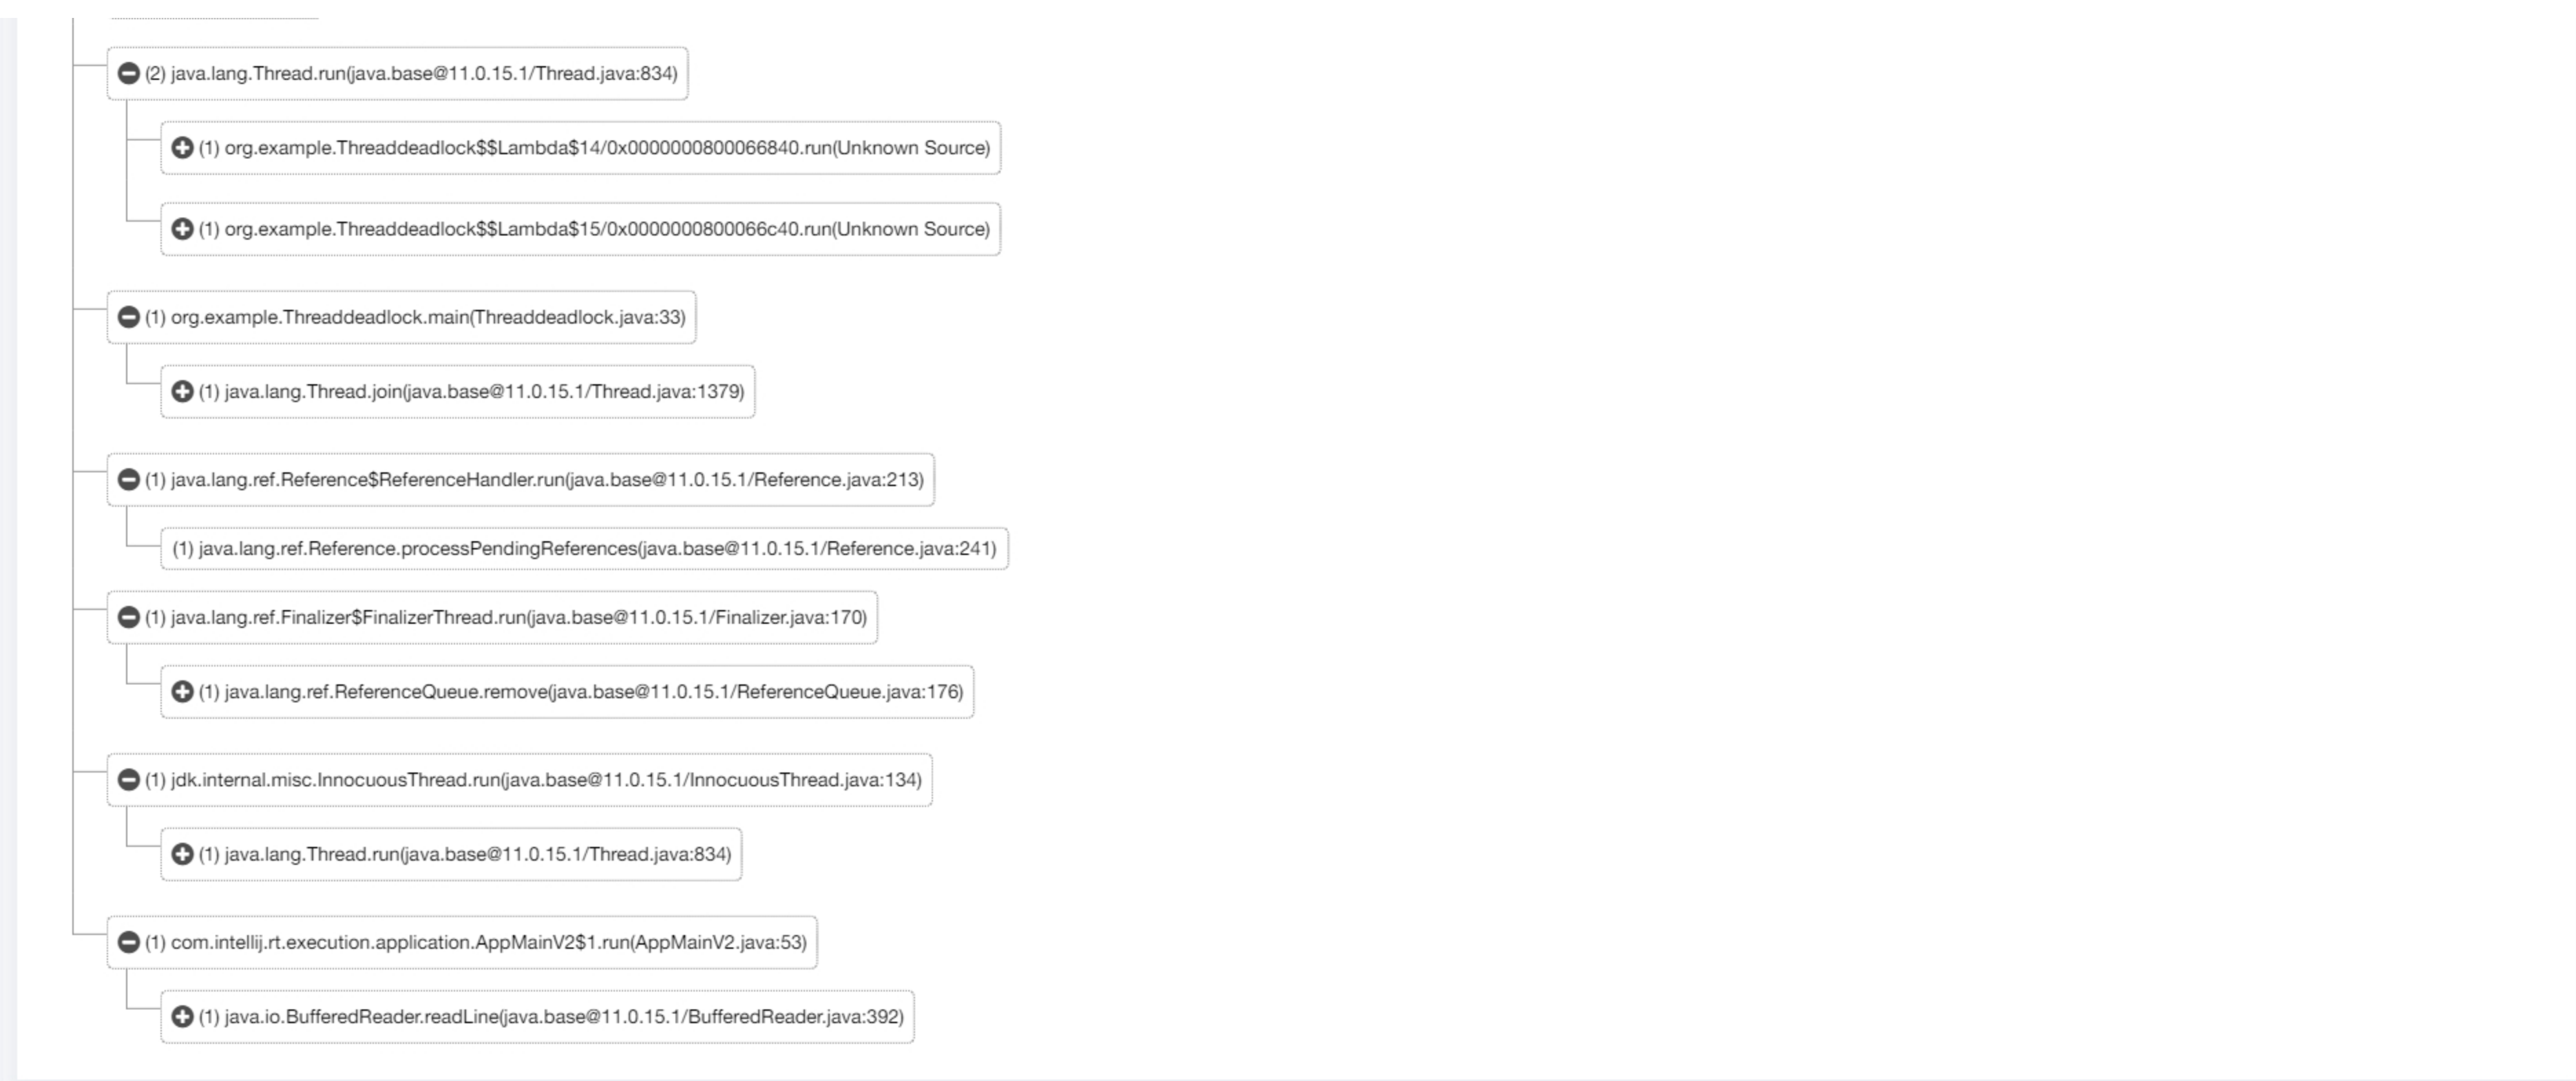 (2) java.lang.Thread.run(java.base@11.0.15.1/Thread.java:834)
(1) org.example.Threaddeadlock$$Lambda$14/0x0000000800066840.run(Unknown Source)
(1) org.example.Threaddeadlock$$Lambda$15/0x0000000800066c40.run(Unknown Source)
(1) org.example.Threaddeadlock.main(Threaddeadlock.java:33)
(1) java.lang.Thread.join(java.base@11.0.15.1/Thread.java:1379)
(1) java.lang.ref.Reference$ReferenceHandler.run(java.base@11.0.15.1/Reference.java:213)
(1) java.lang.ref.Reference.processPendingReferences(java.base@11.0.15.1/Reference.java:241)
(1) java.lang.ref.Finalizer$FinalizerThread.run(java.base@11.0.15.1/Finalizer.java:170)
(1) java.lang.ref.ReferenceQueue.remove(java.base@11.0.15.1/ReferenceQueue.java:176)
(1) jdk.internal.misc.InnocuousThread.run(java.base@11.0.15.1/InnocuousThread.java:134)
(1) java.lang.Thread.run(java.base@11.0.15.1/Thread.java:834)
(1) com.intellij.rt.execution.application.AppMainV2$1.run(AppMainV2.java:53)
(1) java.io.BufferedReader.readLine(java.base@11.0.15.1/BufferedReader.java:392)